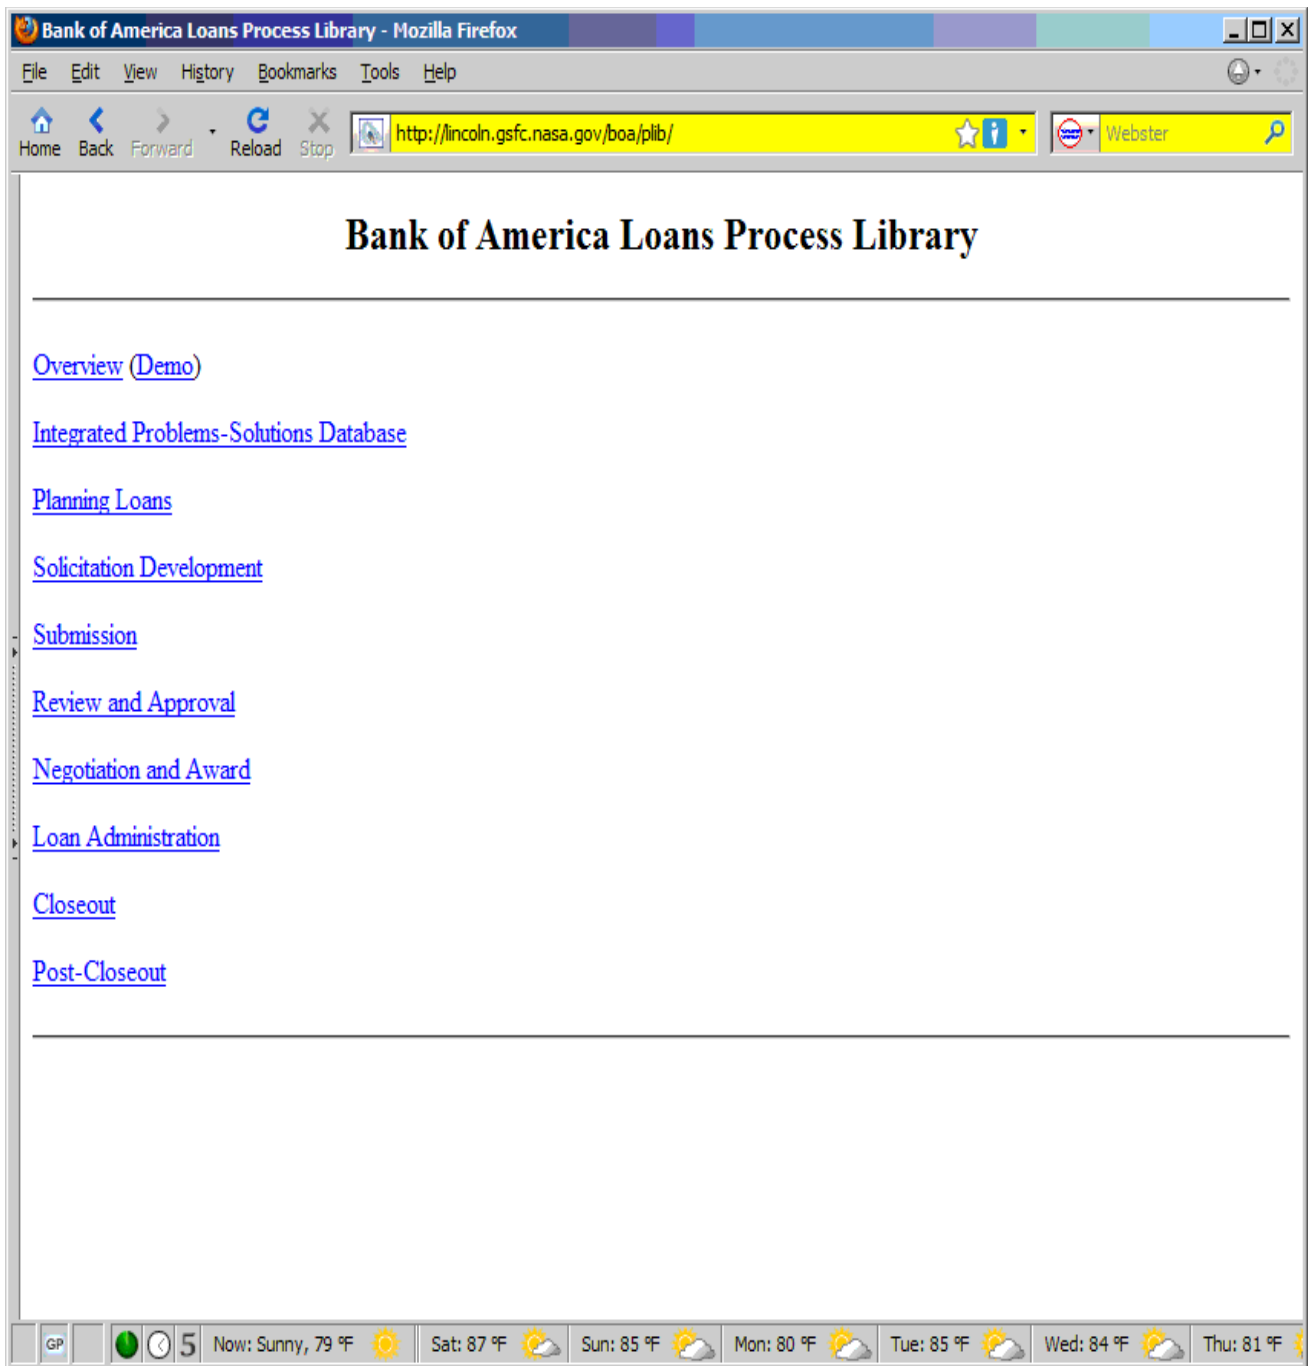 Bank of America Loans Process Library - Mozilla Firefox
File Edit View History Bookmarks Tools Help
Home Back Forward Reload Stop http://lincoln.gsfc.nasa.gov/boa/plib/ Webster
Bank of America Loans Process Library
Overview (Demo)
Integrated Problems-Solutions Database
Planning Loans
Solicitation Development
Submission
Review and Approval
Negotiation and Award
Loan Administration
Closeout
Post-Closeout
GP 5 Now: Sunny, 79 °F Sat: 87 °F Sun: 85 °F Mon: 80 °F Tue: 85 °F Wed: 84 °F Thu: 81 °F